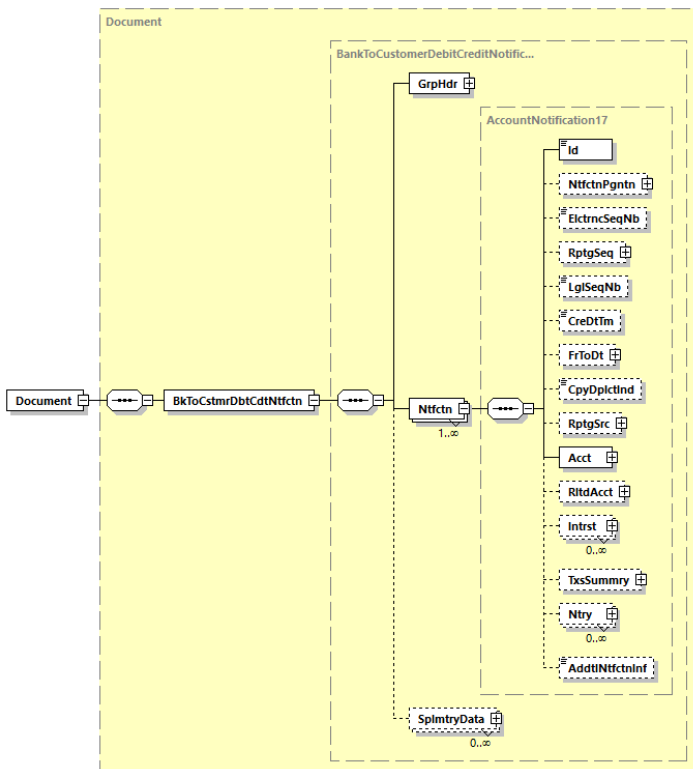 Document
BankToCustomerDebitCreditNotific...
GrpHdr
AccountNotification17
Id
NtfctnPgntn
ElctrncSeqNb
RptgSeq
LglSeqNb
CreDtTm
FrToDt
CpyDplctInd
RptgSrc
Document
BkToCstmrDbtCdtNtfctn
Ntfctn
1..∞
Acct
RltdAcct
Intrst
0..∞
TxsSummry
Ntry
0..∞
AddtlNtfctnInf
SplmtryData
0..∞